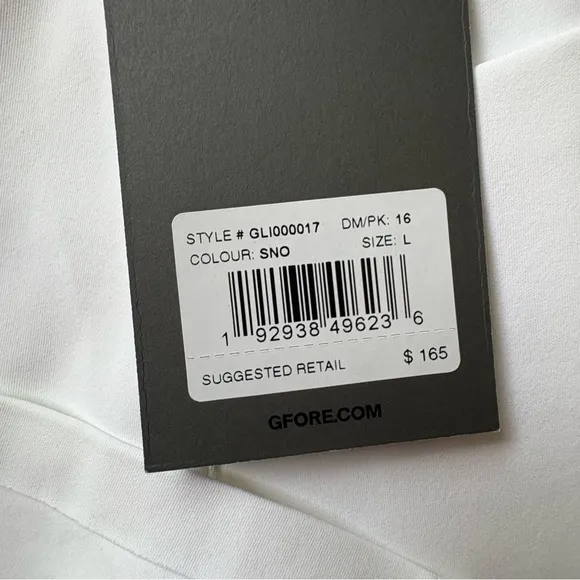 STYLE # GLI000017 DM/PK: 16
COLOUR: SNO SIZE: L
1 92938 49623 6
SUGGESTED RETAIL $ 165
GFORE.COM